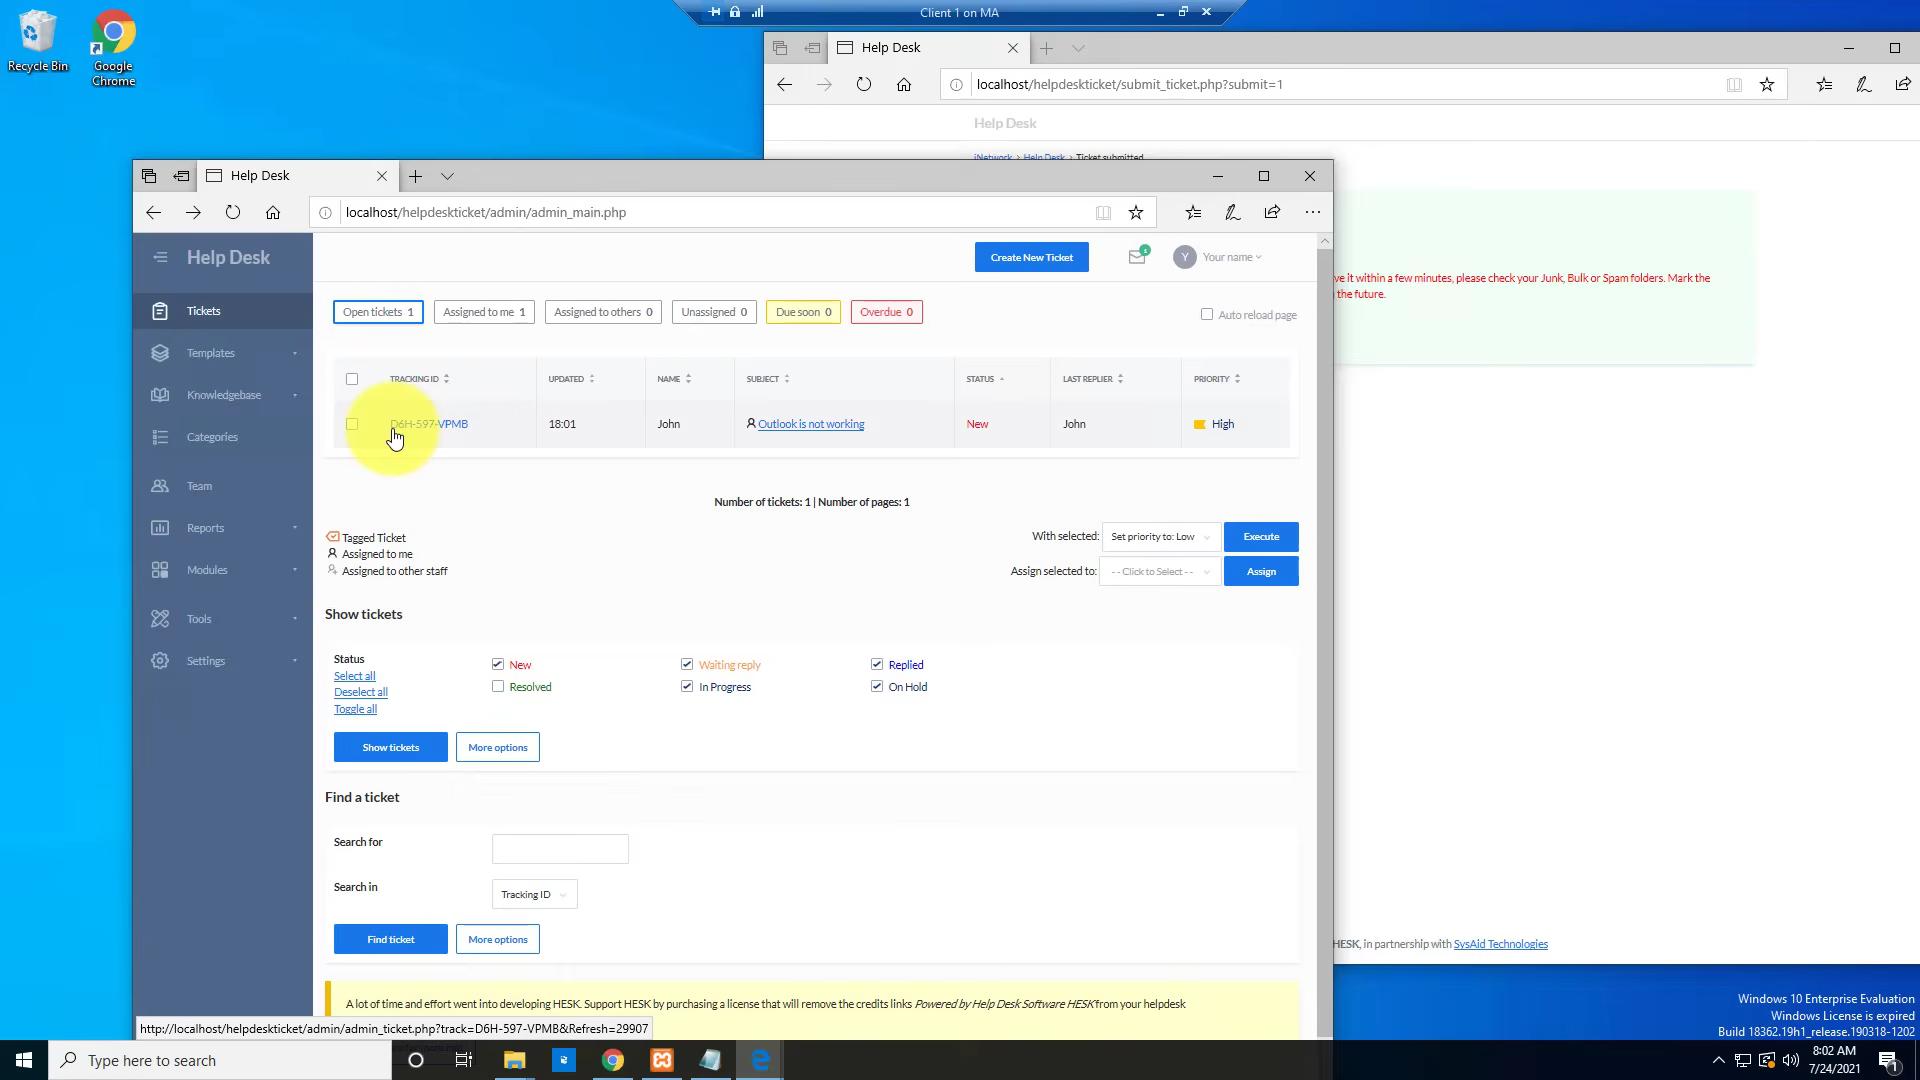 Client 1 on MA
Recycle Bin
Google
Chrome
Help Desk
localhost/helpdeskticket/submit_ticket.php?submit=1
Help Desk
iNetwork > Help Desk > Ticket submitted
ve it within a few minutes, please check your Junk, Bulk or Spam folders. Mark the
the future.
Help Desk
localhost/helpdeskticket/admin/admin_main.php
Help Desk
Create New Ticket
Y
Your name
Tickets
Templates
Knowledgebase
Categories
Team
Reports
Modules
Tools
Settings
Open tickets 1
Assigned to me 1
Assigned to others 0
Unassigned 0
Due soon 0
Overdue 0
Auto reload page
TRACKING ID UPDATED NAME SUBJECT STATUS LAST REPLIER PRIORITY
D6H-597-VPMB 18:01 John Outlook is not working New John High
Number of tickets: 1 | Number of pages: 1
Tagged Ticket
Assigned to me
Assigned to other staff
With selected: Set priority to: Low Execute
Assign selected to: - - Click to Select - - Assign
Show tickets
Status
Select all
Deselect all
Toggle all
New
Waiting reply
Replied
Resolved
In Progress
On Hold
Show tickets
More options
Find a ticket
Search for
Search in
Tracking ID
Find ticket
More options
A lot of time and effort went into developing HESK. Support HESK by purchasing a license that will remove the credits links Powered by Help Desk Software HESK from your helpdesk
http://localhost/helpdeskticket/admin/admin_ticket.php?track=D6H-597-VPMB&Refresh=29907
HESK, in partnership with SysAid Technologies
Windows 10 Enterprise Evaluation
Windows License is expired
Build 18362.19h1_release.190318-1202
Type here to search
8:02 AM
7/24/2021
1